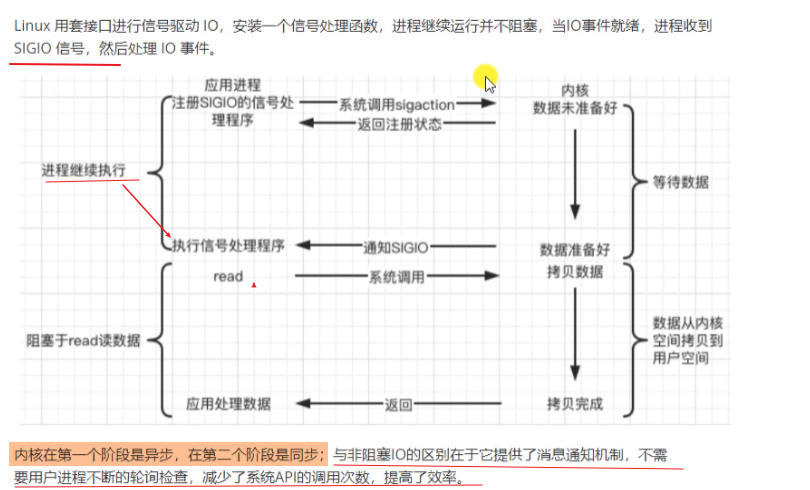 Linux 用套接口进行信号驱动 IO，安装一个信号处理函数，进程继续运行并不阻塞，当IO事件就绪，进程收到
SIGIO 信号，然后处理 IO 事件。
应用进程
注册SIGIO的信号处
理程序
系统调用sigaction
返回注册状态
内核
数据未准备好
进程继续执行
等待数据
执行信号处理程序
通知SIGIO
数据准备好
read
系统调用
拷贝数据
阻塞于read读数据
数据从内核
空间拷贝到
用户空间
应用处理数据
返回
拷贝完成
内核在第一个阶段是异步，在第二个阶段是同步；与非阻塞IO的区别在于它提供了消息通知机制，不需
要用户进程不断的轮询检查，减少了系统API的调用次数，提高了效率。